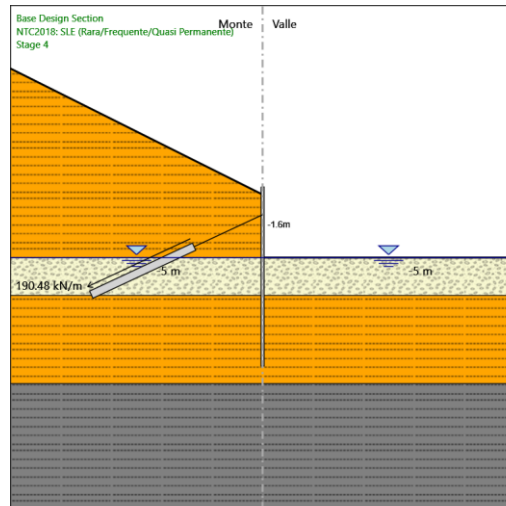 Base Design Section
Monte
Valle
NTC2018: SLE (Rara/Frequente/Quasi Permanente)
Stage 4
-1.6m
-5 m
-5 m
190.48 kN/m